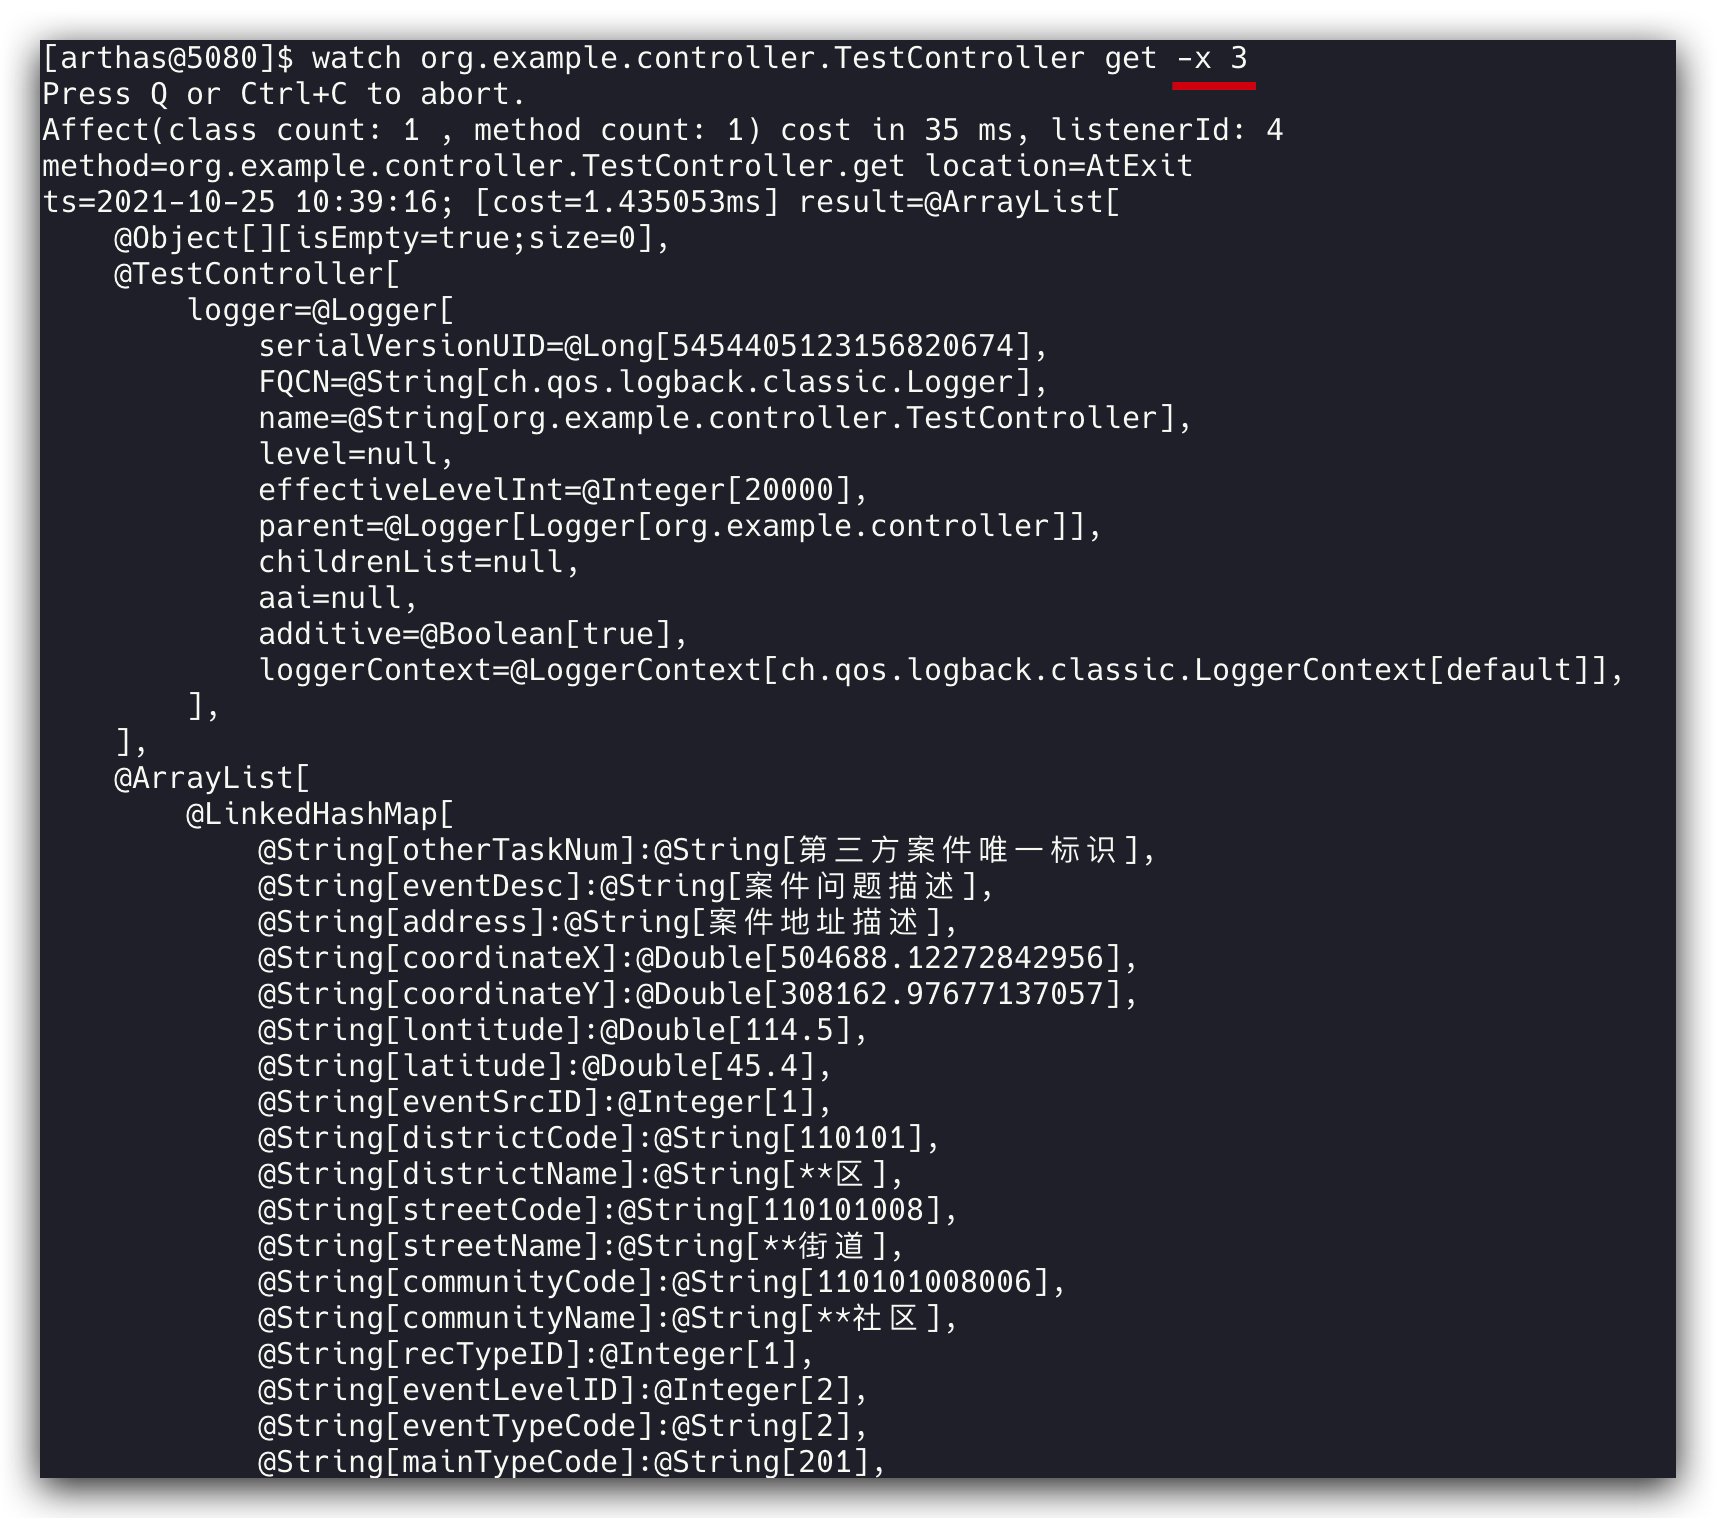 [arthas@5080]$ watch org.example.controller.TestController get -x 3
Press Q or Ctrl+C to abort.
Affect(class count: 1 , method count: 1) cost in 35 ms, listenerId: 4
method=org.example.controller.TestController.get location=AtExit
ts=2021-10-25 10:39:16; [cost=1.435053ms] result=@ArrayList[
    @Object[][isEmpty=true;size=0],
    @TestController[
        logger=@Logger[
            serialVersionUID=@Long[5454405123156820674],
            FQCN=@String[ch.qos.logback.classic.Logger],
            name=@String[org.example.controller.TestController],
            level=null,
            effectiveLevelInt=@Integer[20000],
            parent=@Logger[Logger[org.example.controller]],
            childrenList=null,
            aai=null,
            additive=@Boolean[true],
            loggerContext=@LoggerContext[ch.qos.logback.classic.LoggerContext[default]],
        ],
    ],
    @ArrayList[
        @LinkedHashMap[
            @String[otherTaskNum]:@String[第三方案件唯一标识],
            @String[eventDesc]:@String[案件问题描述],
            @String[address]:@String[案件地址描述],
            @String[coordinateX]:@Double[504688.12272842956],
            @String[coordinateY]:@Double[308162.97677137057],
            @String[lontitude]:@Double[114.5],
            @String[latitude]:@Double[45.4],
            @String[eventSrcID]:@Integer[1],
            @String[districtCode]:@String[110101],
            @String[districtName]:@String[**区],
            @String[streetCode]:@String[110101008],
            @String[streetName]:@String[**街道],
            @String[communityCode]:@String[110101008006],
            @String[communityName]:@String[**社区],
            @String[recTypeID]:@Integer[1],
            @String[eventLevelID]:@Integer[2],
            @String[eventTypeCode]:@String[2],
            @String[mainTypeCode]:@String[201],